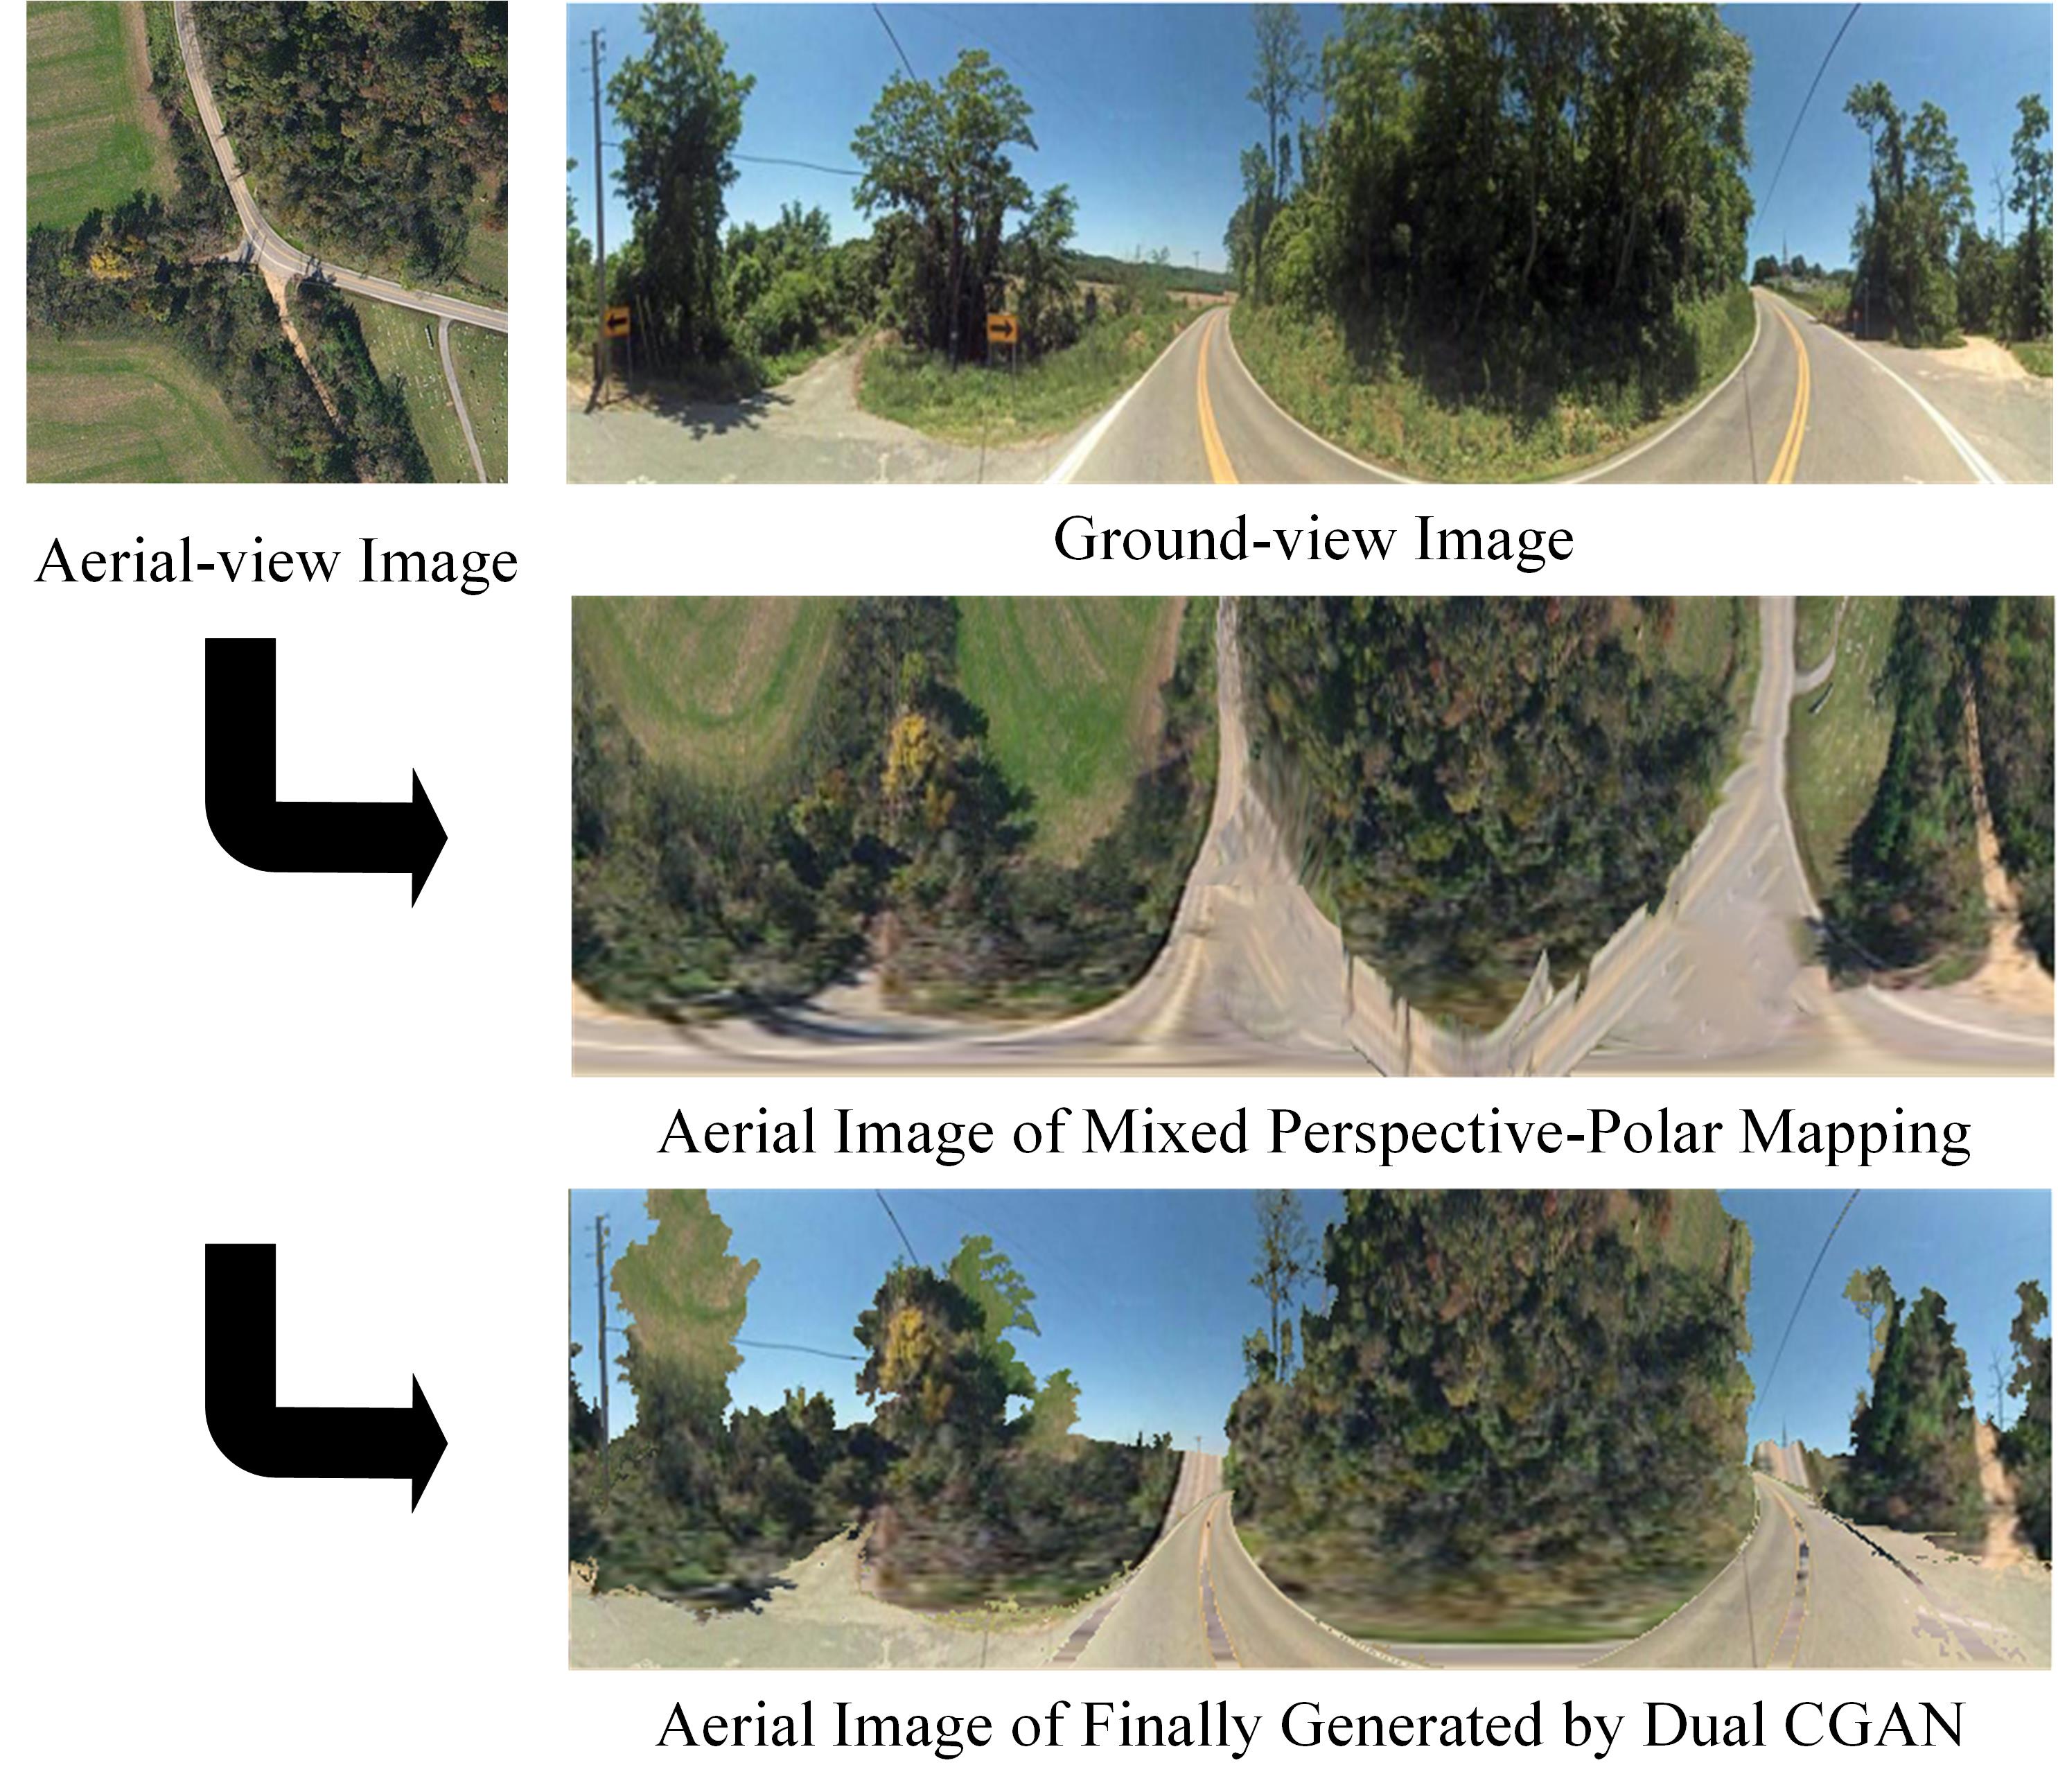 Aerial-view Image
Ground-view Image
Aerial Image of Mixed Perspective-Polar Mapping
Aerial Image of Finally Generated by Dual CGAN